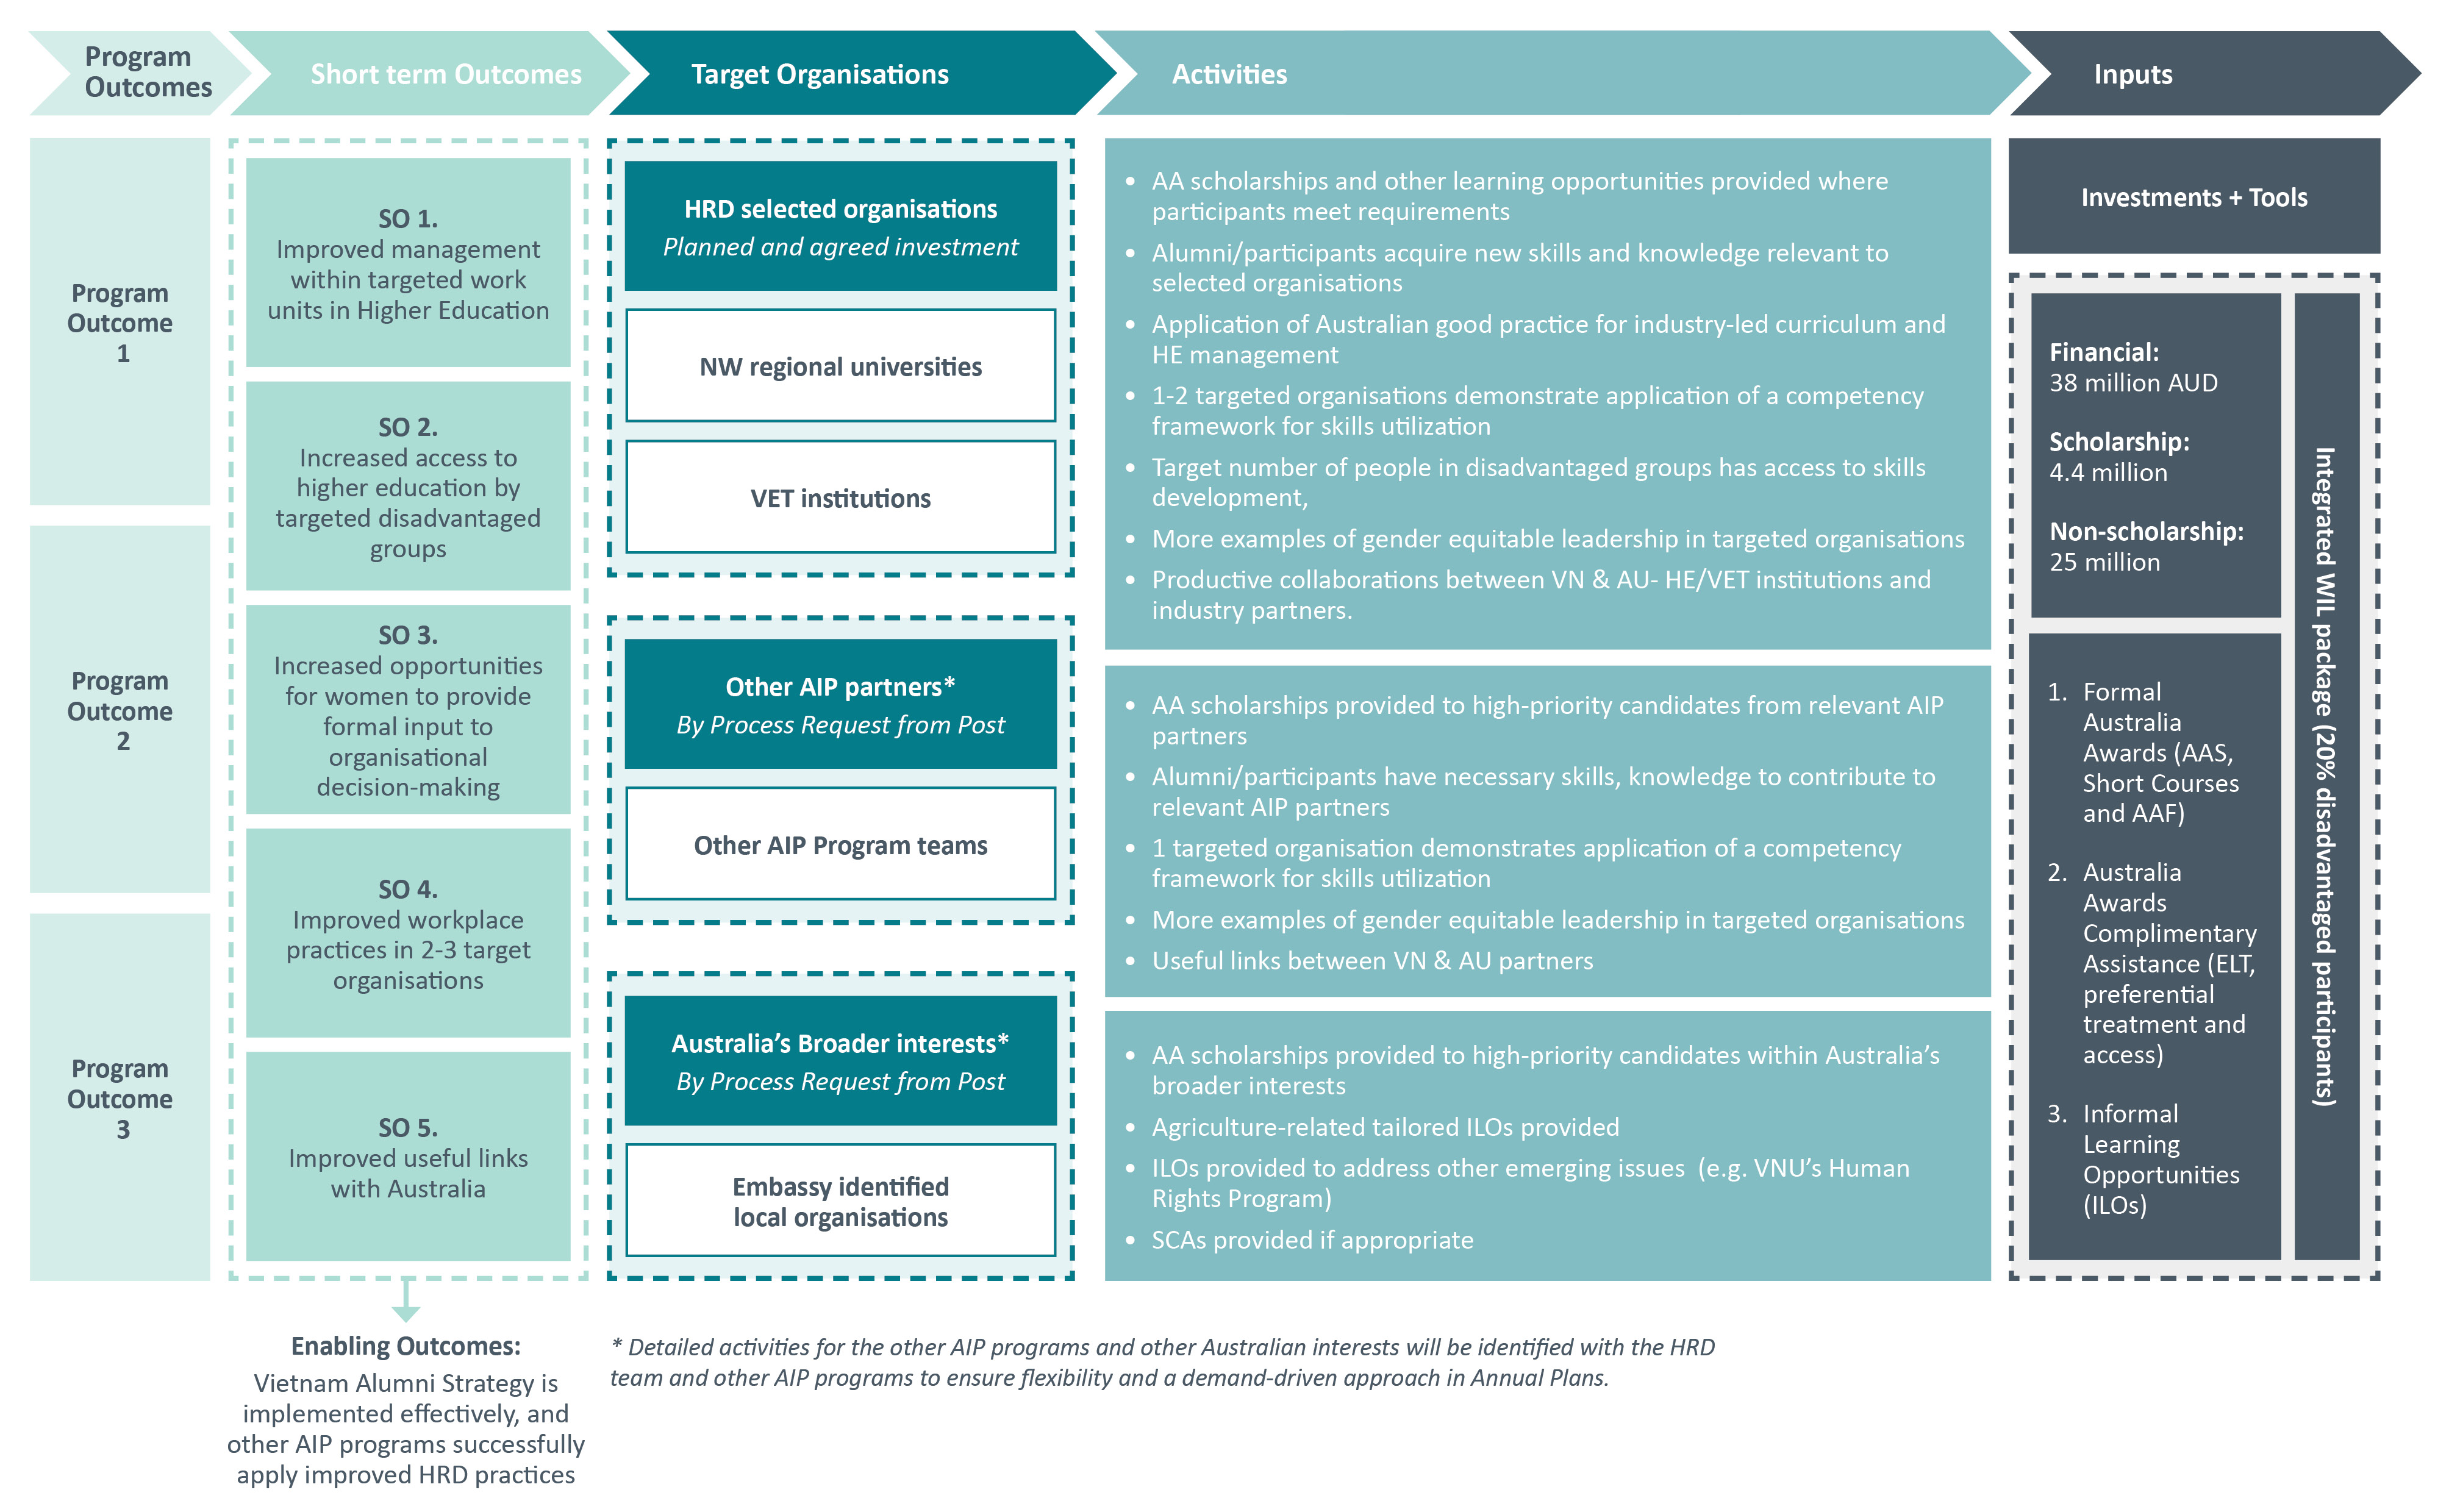 Program
Outcomes
Short term Outcomes
Target Organisations
Activities
Inputs
Program
Outcome
1
Program
Outcome
2
Program
Outcome
3
SO 1.
Improved management
within targeted work
units in Higher Education
SO 2.
Increased access to
higher education by
targeted disadvantaged
groups
SO 3.
Increased opportunities
for women to provide
formal input to
organisational
decision-making
SO 4.
Improved workplace
practices in 2-3 target
organisations
SO 5.
Improved useful links
with Australia
Enabling Outcomes:
Vietnam Alumni Strategy is
implemented effectively, and
other AIP programs successfully
apply improved HRD practices
HRD selected organisations
Planned and agreed investment
NW regional universities
VET institutions
Other AIP partners*
By Process Request from Post
Other AIP Program teams
Australia's Broader interests*
By Process Request from Post
Embassy identified
local organisations
• AA scholarships and other learning opportunities provided where
participants meet requirements
• Alumni/participants acquire new skills and knowledge relevant to
selected organisations
• Application of Australian good practice for industry-led curriculum and
HE management
• 1-2 targeted organisations demonstrate application of a competency
framework for skills utilization
• Target number of people in disadvantaged groups has access to skills
development,
• More examples of gender equitable leadership in targeted organisations
• Productive collaborations between VN & AU- HE/VET institutions and
industry partners.
• AA scholarships provided to high-priority candidates from relevant AIP
partners
• Alumni/participants have necessary skills, knowledge to contribute to
relevant AIP partners
• 1 targeted organisation demonstrates application of a competency
framework for skills utilization
• More examples of gender equitable leadership in targeted organisations
• Useful links between VN & AU partners
• AA scholarships provided to high-priority candidates within Australia's
broader interests
• Agriculture-related tailored ILOs provided
• ILOs provided to address other emerging issues (e.g. VNU's Human
Rights Program)
• SCAs provided if appropriate
Investments + Tools
Financial:
38 million AUD
Scholarship:
4.4 million
Non-scholarship:
25 million
1. Formal
Australia
Awards (AAS,
Short Courses
and AAF)
2. Australia
Awards
Complimentary
Assistance (ELT,
preferential
treatment and
access)
3. Informal
Learning
Opportunities
(ILOs)
Integrated WIL package (20% disadvantaged participants)
* Detailed activities for the other AIP programs and other Australian interests will be identified with the HRD
team and other AIP programs to ensure flexibility and a demand-driven approach in Annual Plans.